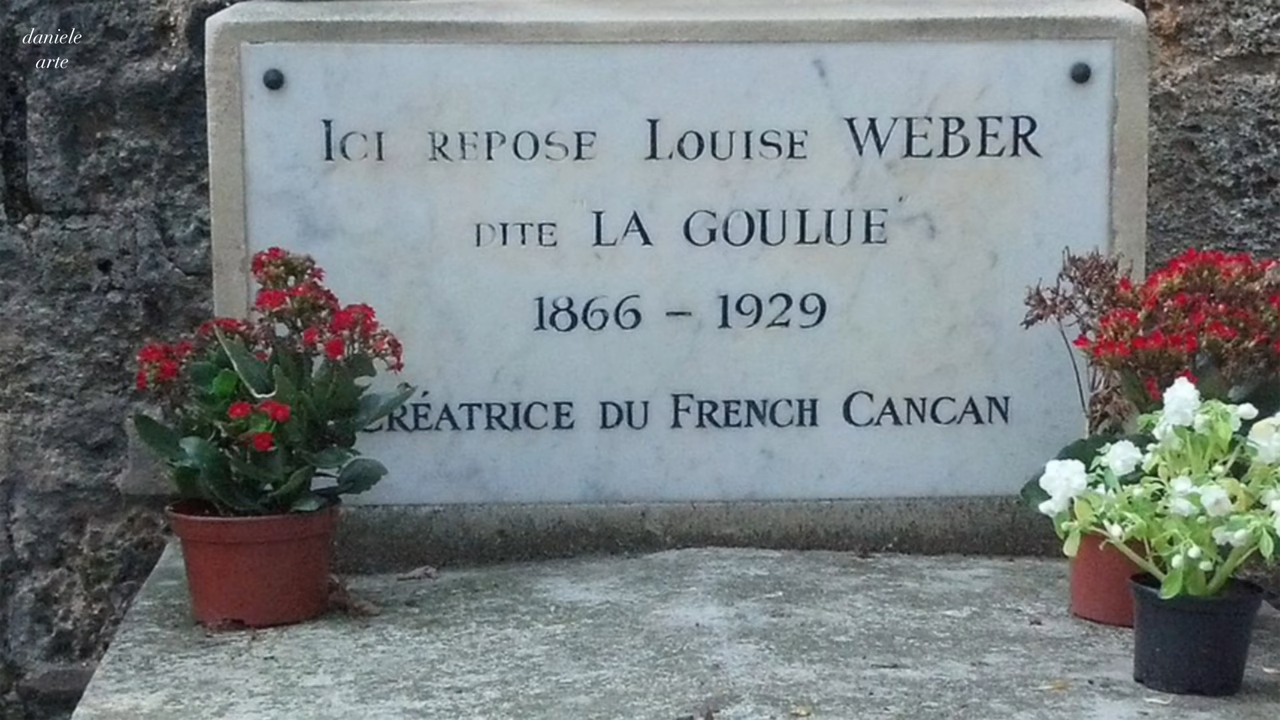 daniele
arte
ICI REPOSE LOUISE WEBER
DITE "LA GOULUE"
1866 - 1929
CRÉATRICE DU FRENCH CANCAN